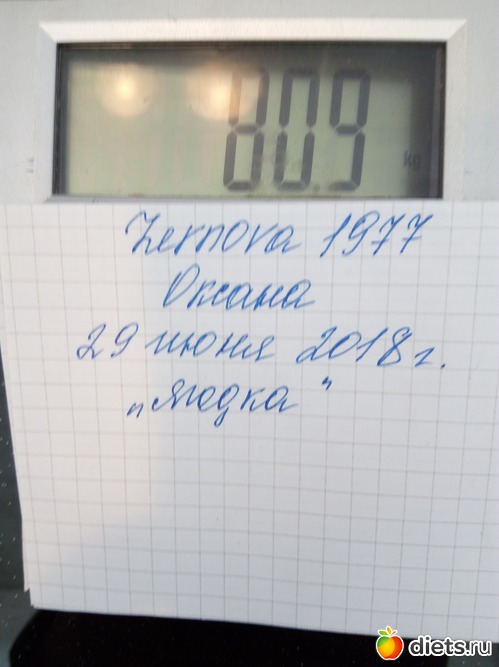 80.9
kg
Zernova 1977
Оксана
29 июня 2018 г.
„Ягодка"
diets.ru